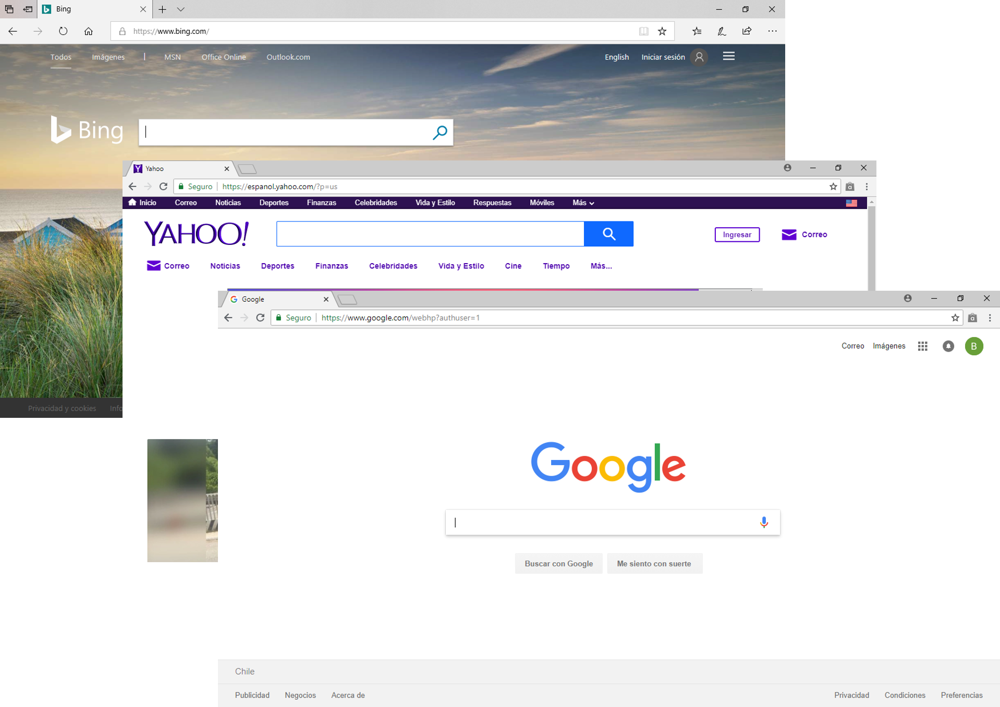 Bing
https://www.bing.com/
Todos Imágenes | MSN Office Online Outlook.com English Iniciar sesión
Bing
Privacidad y cookies Info
Yahoo
Seguro | https://espanol.yahoo.com/?p=us
Inicio Correo Noticias Deportes Finanzas Celebridades Vida y Estilo Respuestas Móviles Más
YAHOO! Ingresar Correo
Correo Noticias Deportes Finanzas Celebridades Vida y Estilo Cine Tiempo Más...
Google
Seguro | https://www.google.com/webhp?authuser=1
Correo Imágenes B
Google
Buscar con Google Me siento con suerte
Chile
Publicidad Negocios Acerca de Privacidad Condiciones Preferencias